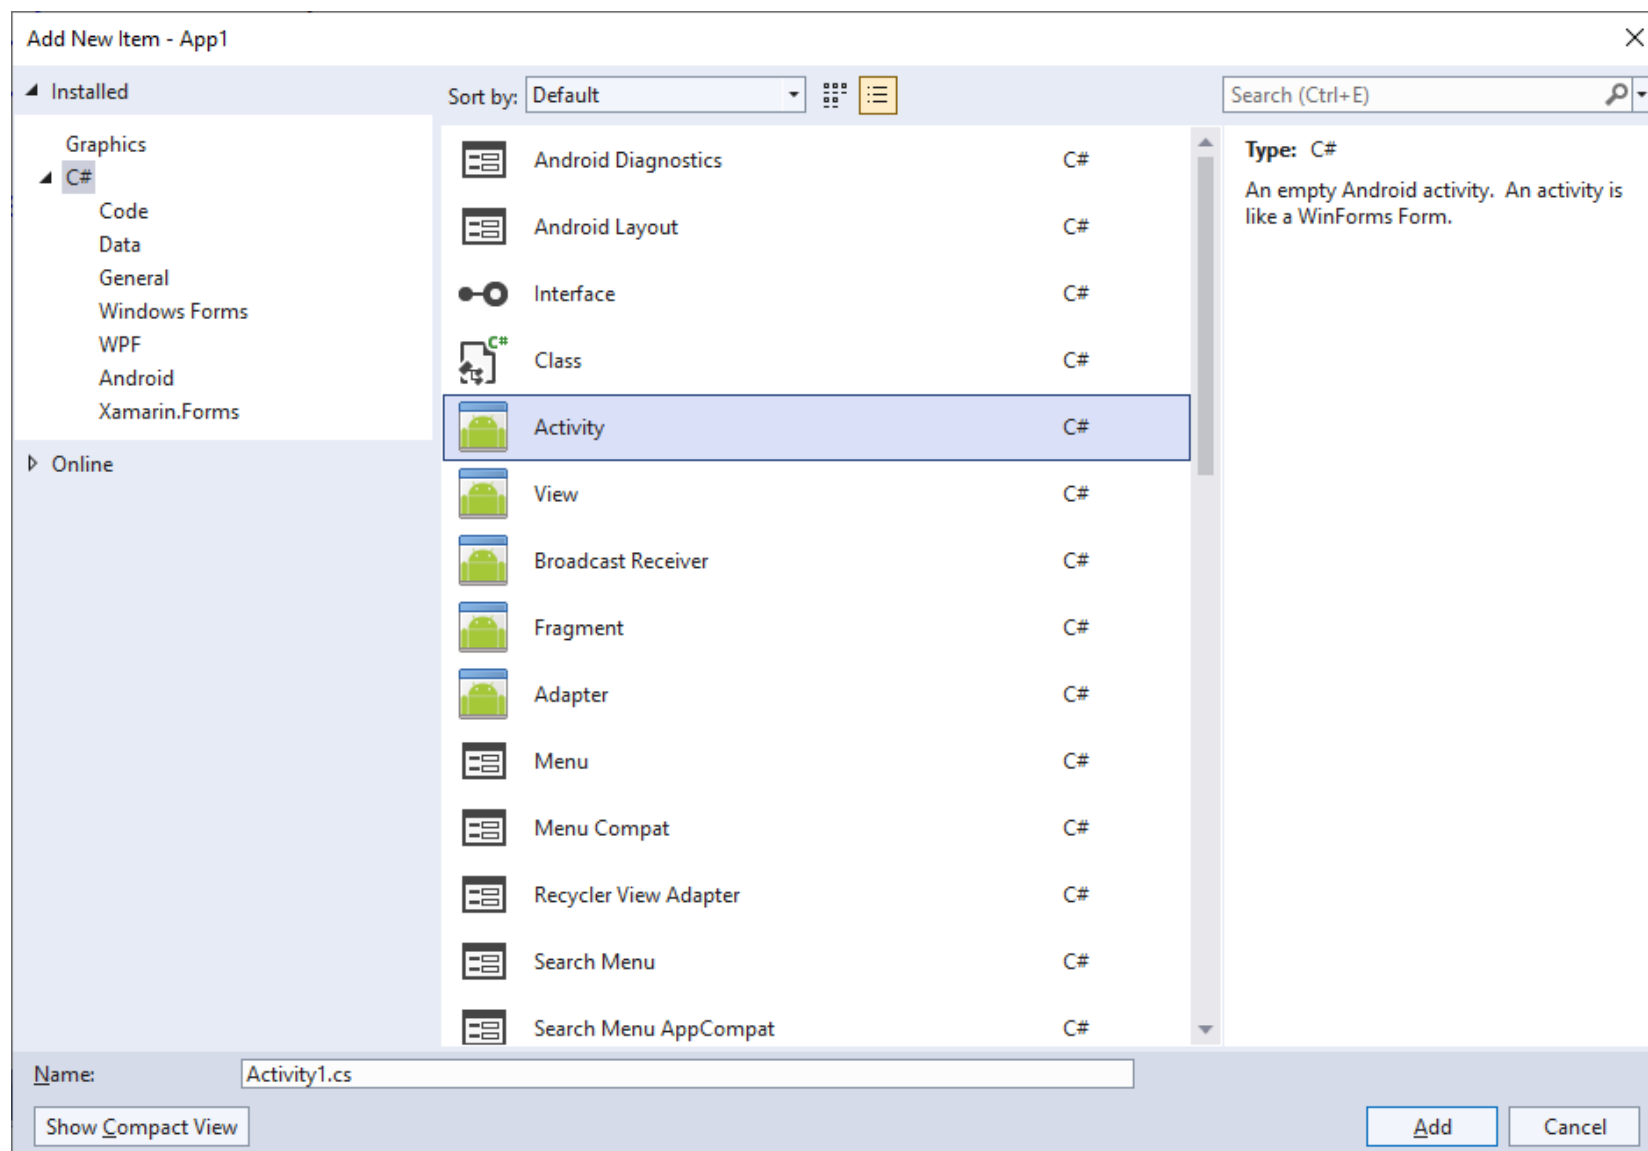 Add New Item - App1
Installed
Graphics
C#
Code
Data
General
Windows Forms
WPF
Android
Xamarin.Forms
Online
Sort by: Default
Search (Ctrl+E)
Android Diagnostics C#
Android Layout C#
Interface C#
C#
Class C#
Activity C#
View C#
Broadcast Receiver C#
Fragment C#
Adapter C#
Menu C#
Menu Compat C#
Recycler View Adapter C#
Search Menu C#
Search Menu AppCompat C#
Type: C#
An empty Android activity. An activity is
like a WinForms Form.
Name: Activity1.cs
Show Compact View
Add Cancel